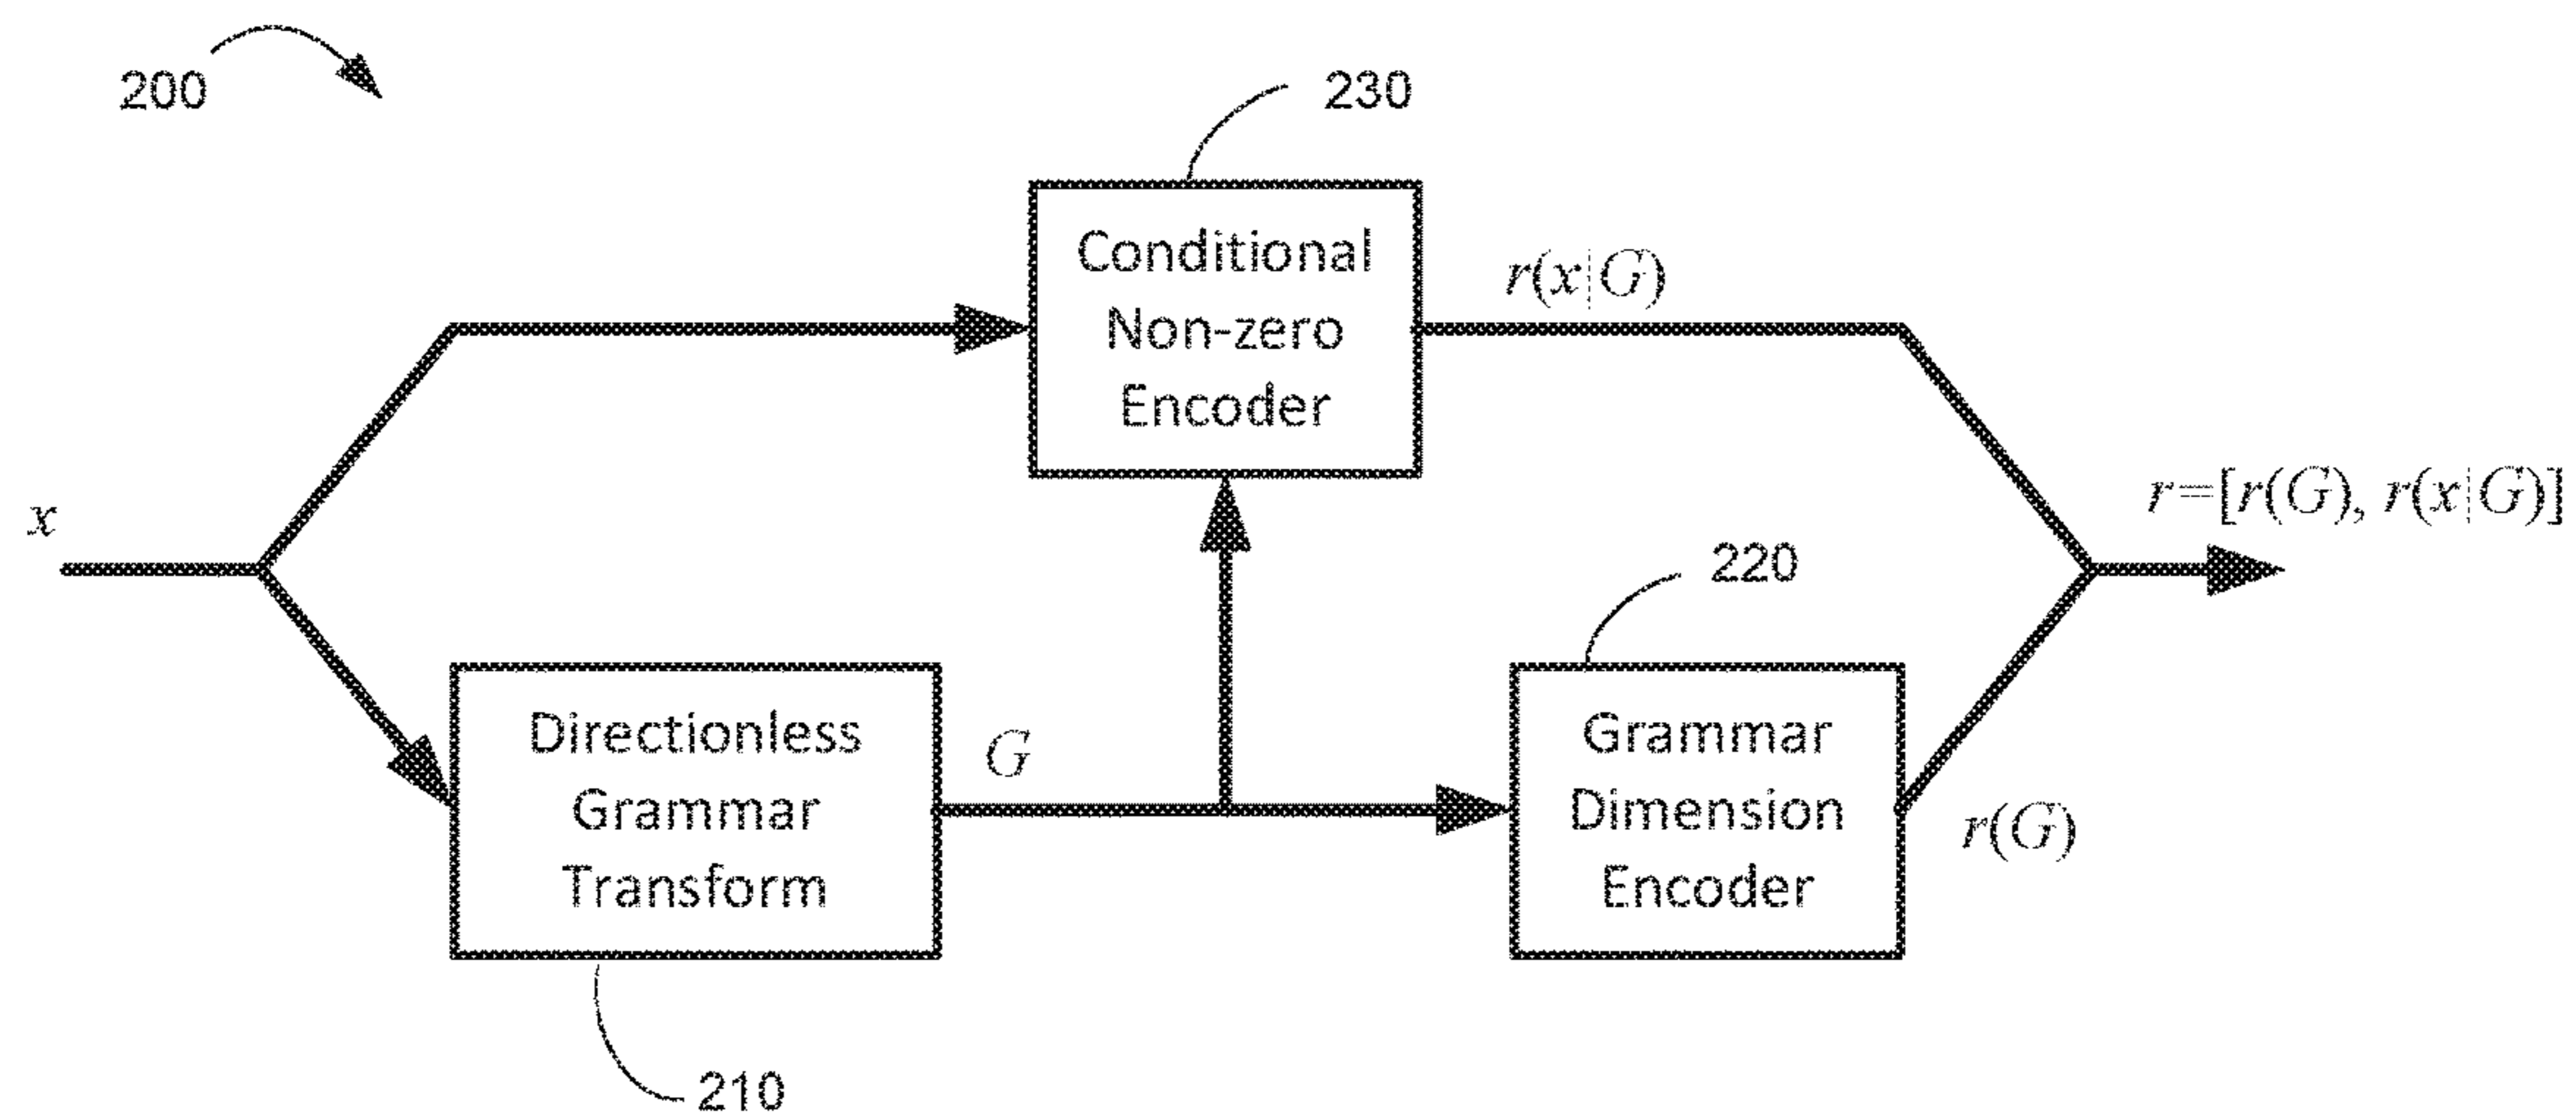 200
230
Conditional
Non-zero
Encoder
r(x|G)
x
r=[r(G), r(x|G)]
220
Directionless
Grammar
Transform
G
Grammar
Dimension
Encoder
r(G)
210